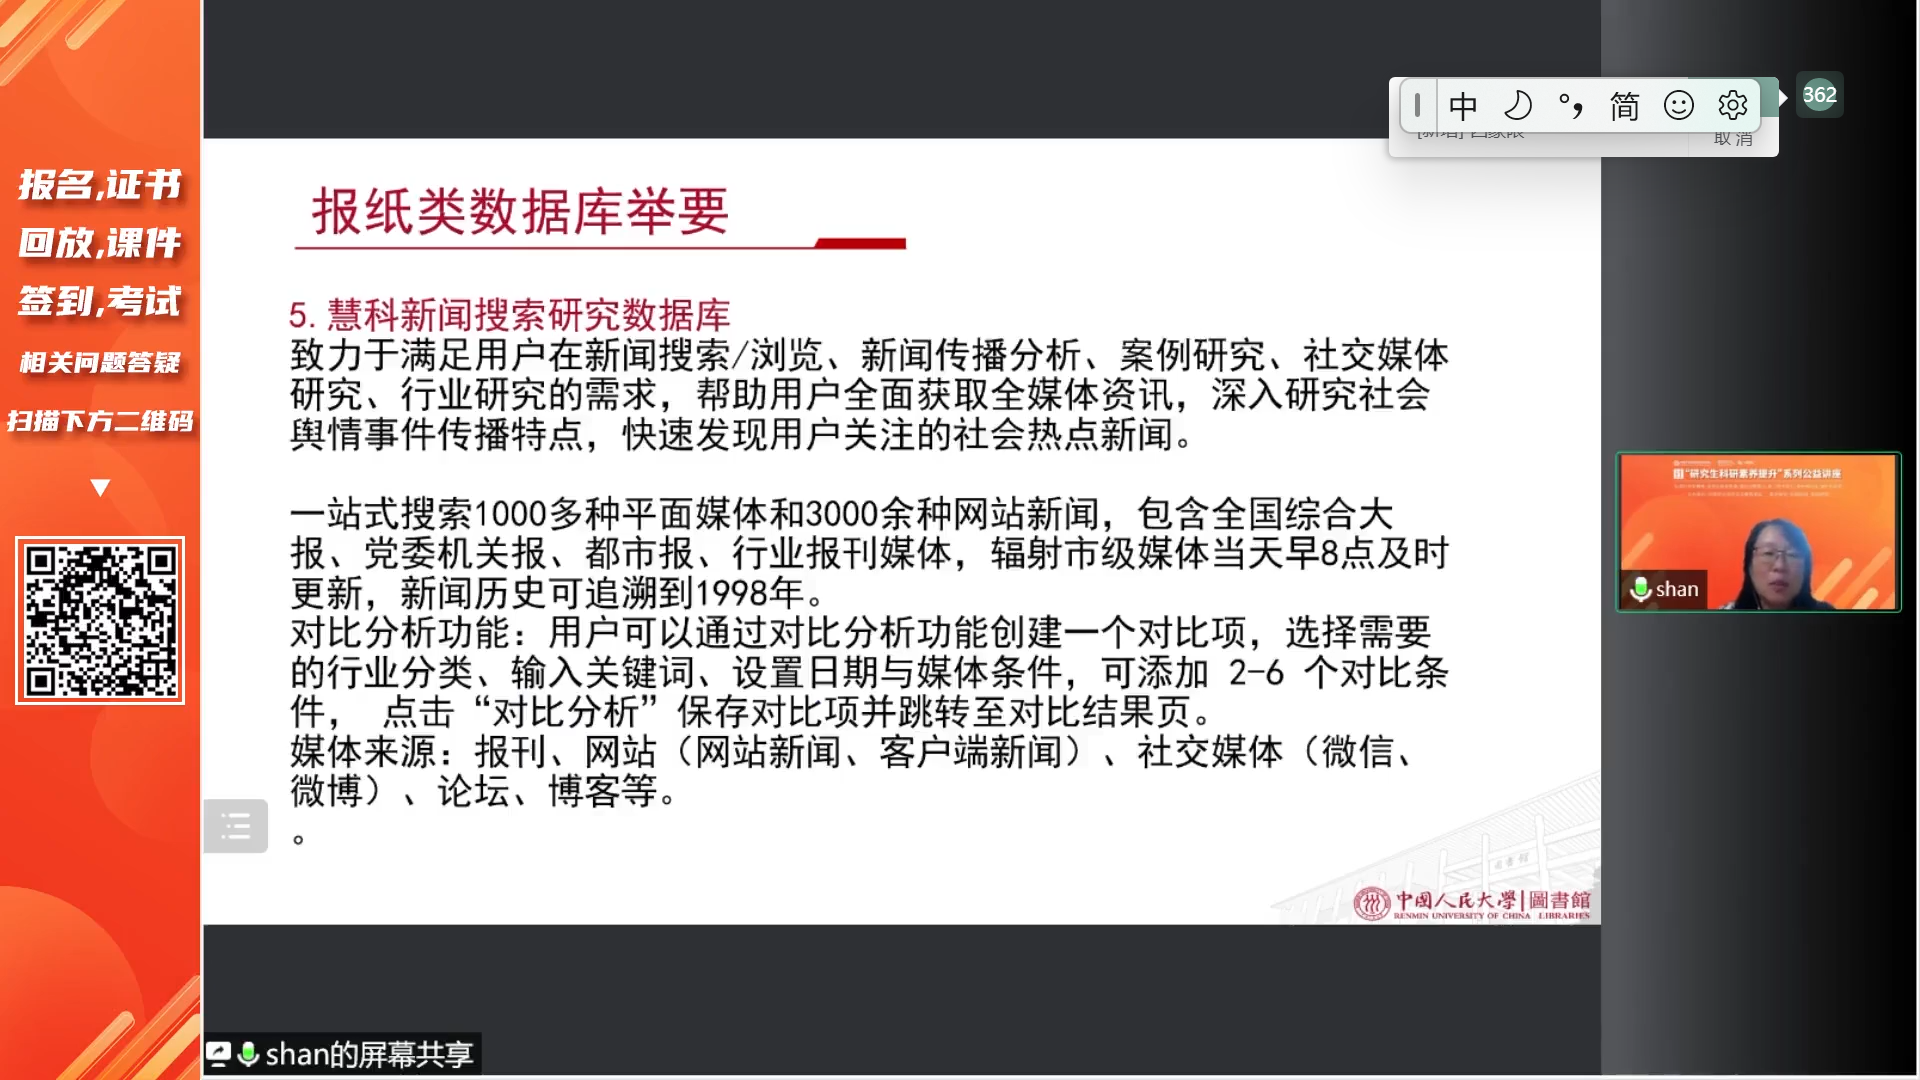 报名,证书
回放,课件
签到,考试
相关问题答疑
扫描下方二维码
中 简
362
取消
报纸类数据库举要
5. 慧科新闻搜索研究数据库
致力于满足用户在新闻搜索/浏览、新闻传播分析、案例研究、社交媒体
研究、行业研究的需求，帮助用户全面获取全媒体资讯，深入研究社会
舆情事件传播特点，快速发现用户关注的社会热点新闻。
一站式搜索1000多种平面媒体和3000余种网站新闻，包含全国综合大
报、党委机关报、都市报、行业报刊媒体，辐射市级媒体当天早8点及时
更新，新闻历史可追溯到1998年。
对比分析功能：用户可以通过对比分析功能创建一个对比项，选择需要
的行业分类、输入关键词、设置日期与媒体条件，可添加 2-6 个对比条
件， 点击“对比分析”保存对比项并跳转至对比结果页。
媒体来源：报刊、网站（网站新闻、客户端新闻）、社交媒体（微信、
微博）、论坛、博客等。
。
中国人民大学|圖書館
RENMIN UNIVERSITY OF CHINA LIBRARIES
“研究生科研素养提升”系列公益讲座
shan
shan的屏幕共享